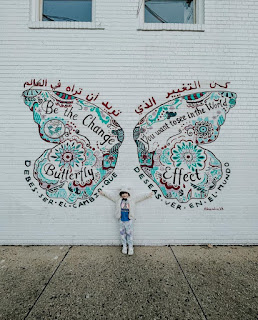 كن التغيير الذي
تريد أن تراه في العالم
Be the Change
You want to See in the World
Butterfly
Effect
DEBES·SER·EL·CAMBIO·QUE
DESEAS·VER·EN·EL·MUNDO